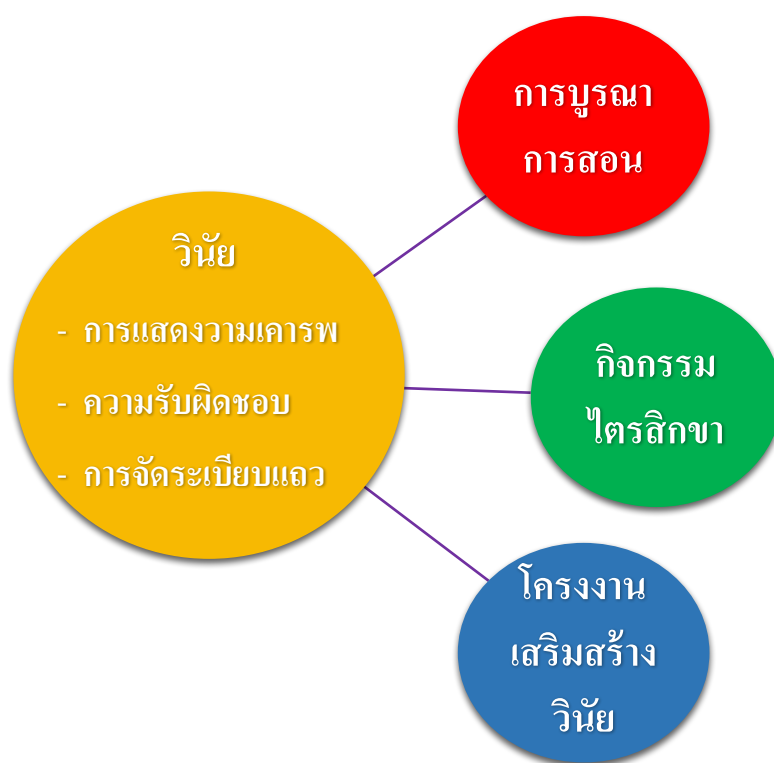 การบูรณา
การสอน
วินัย
- การแสดงวามเคารพ
- ความรับผิดชอบ
- การจัดระเบียบแถว
กิจกรรม
ไตรสิกขา
โครงงาน
เสริมสร้าง
วินัย